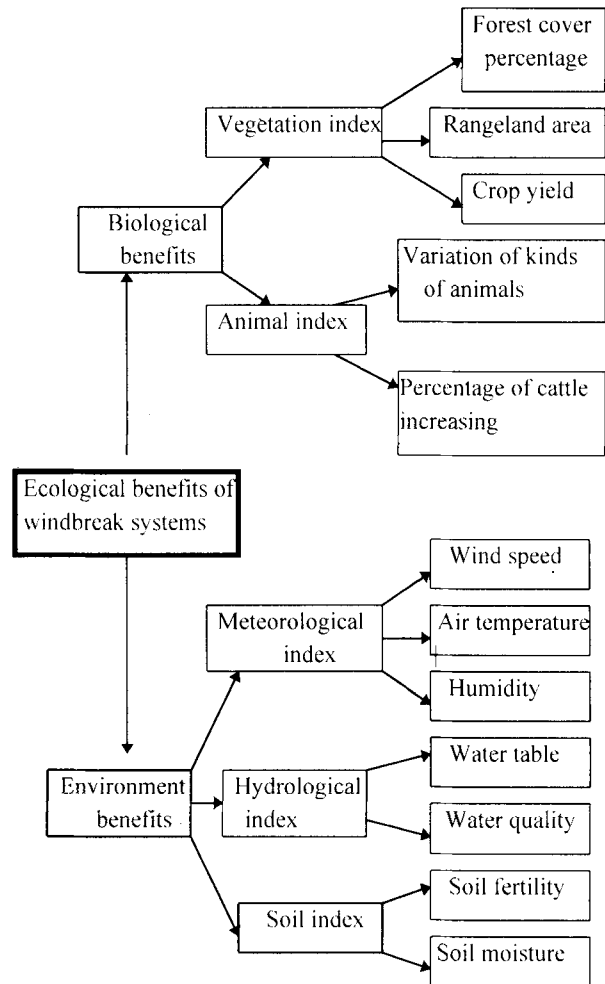 Forest cover
percentage
Vegetation index
Rangeland area
Crop yield
Biological
benefits
Variation of kinds
of animals
Animal index
Percentage of cattle
increasing
Ecological benefits of
windbreak systems
Wind speed
Meteorological
index
Air temperature
Humidity
Environment
benefits
Hydrological
index
Water table
Water quality
Soil index
Soil fertility
Soil moisture